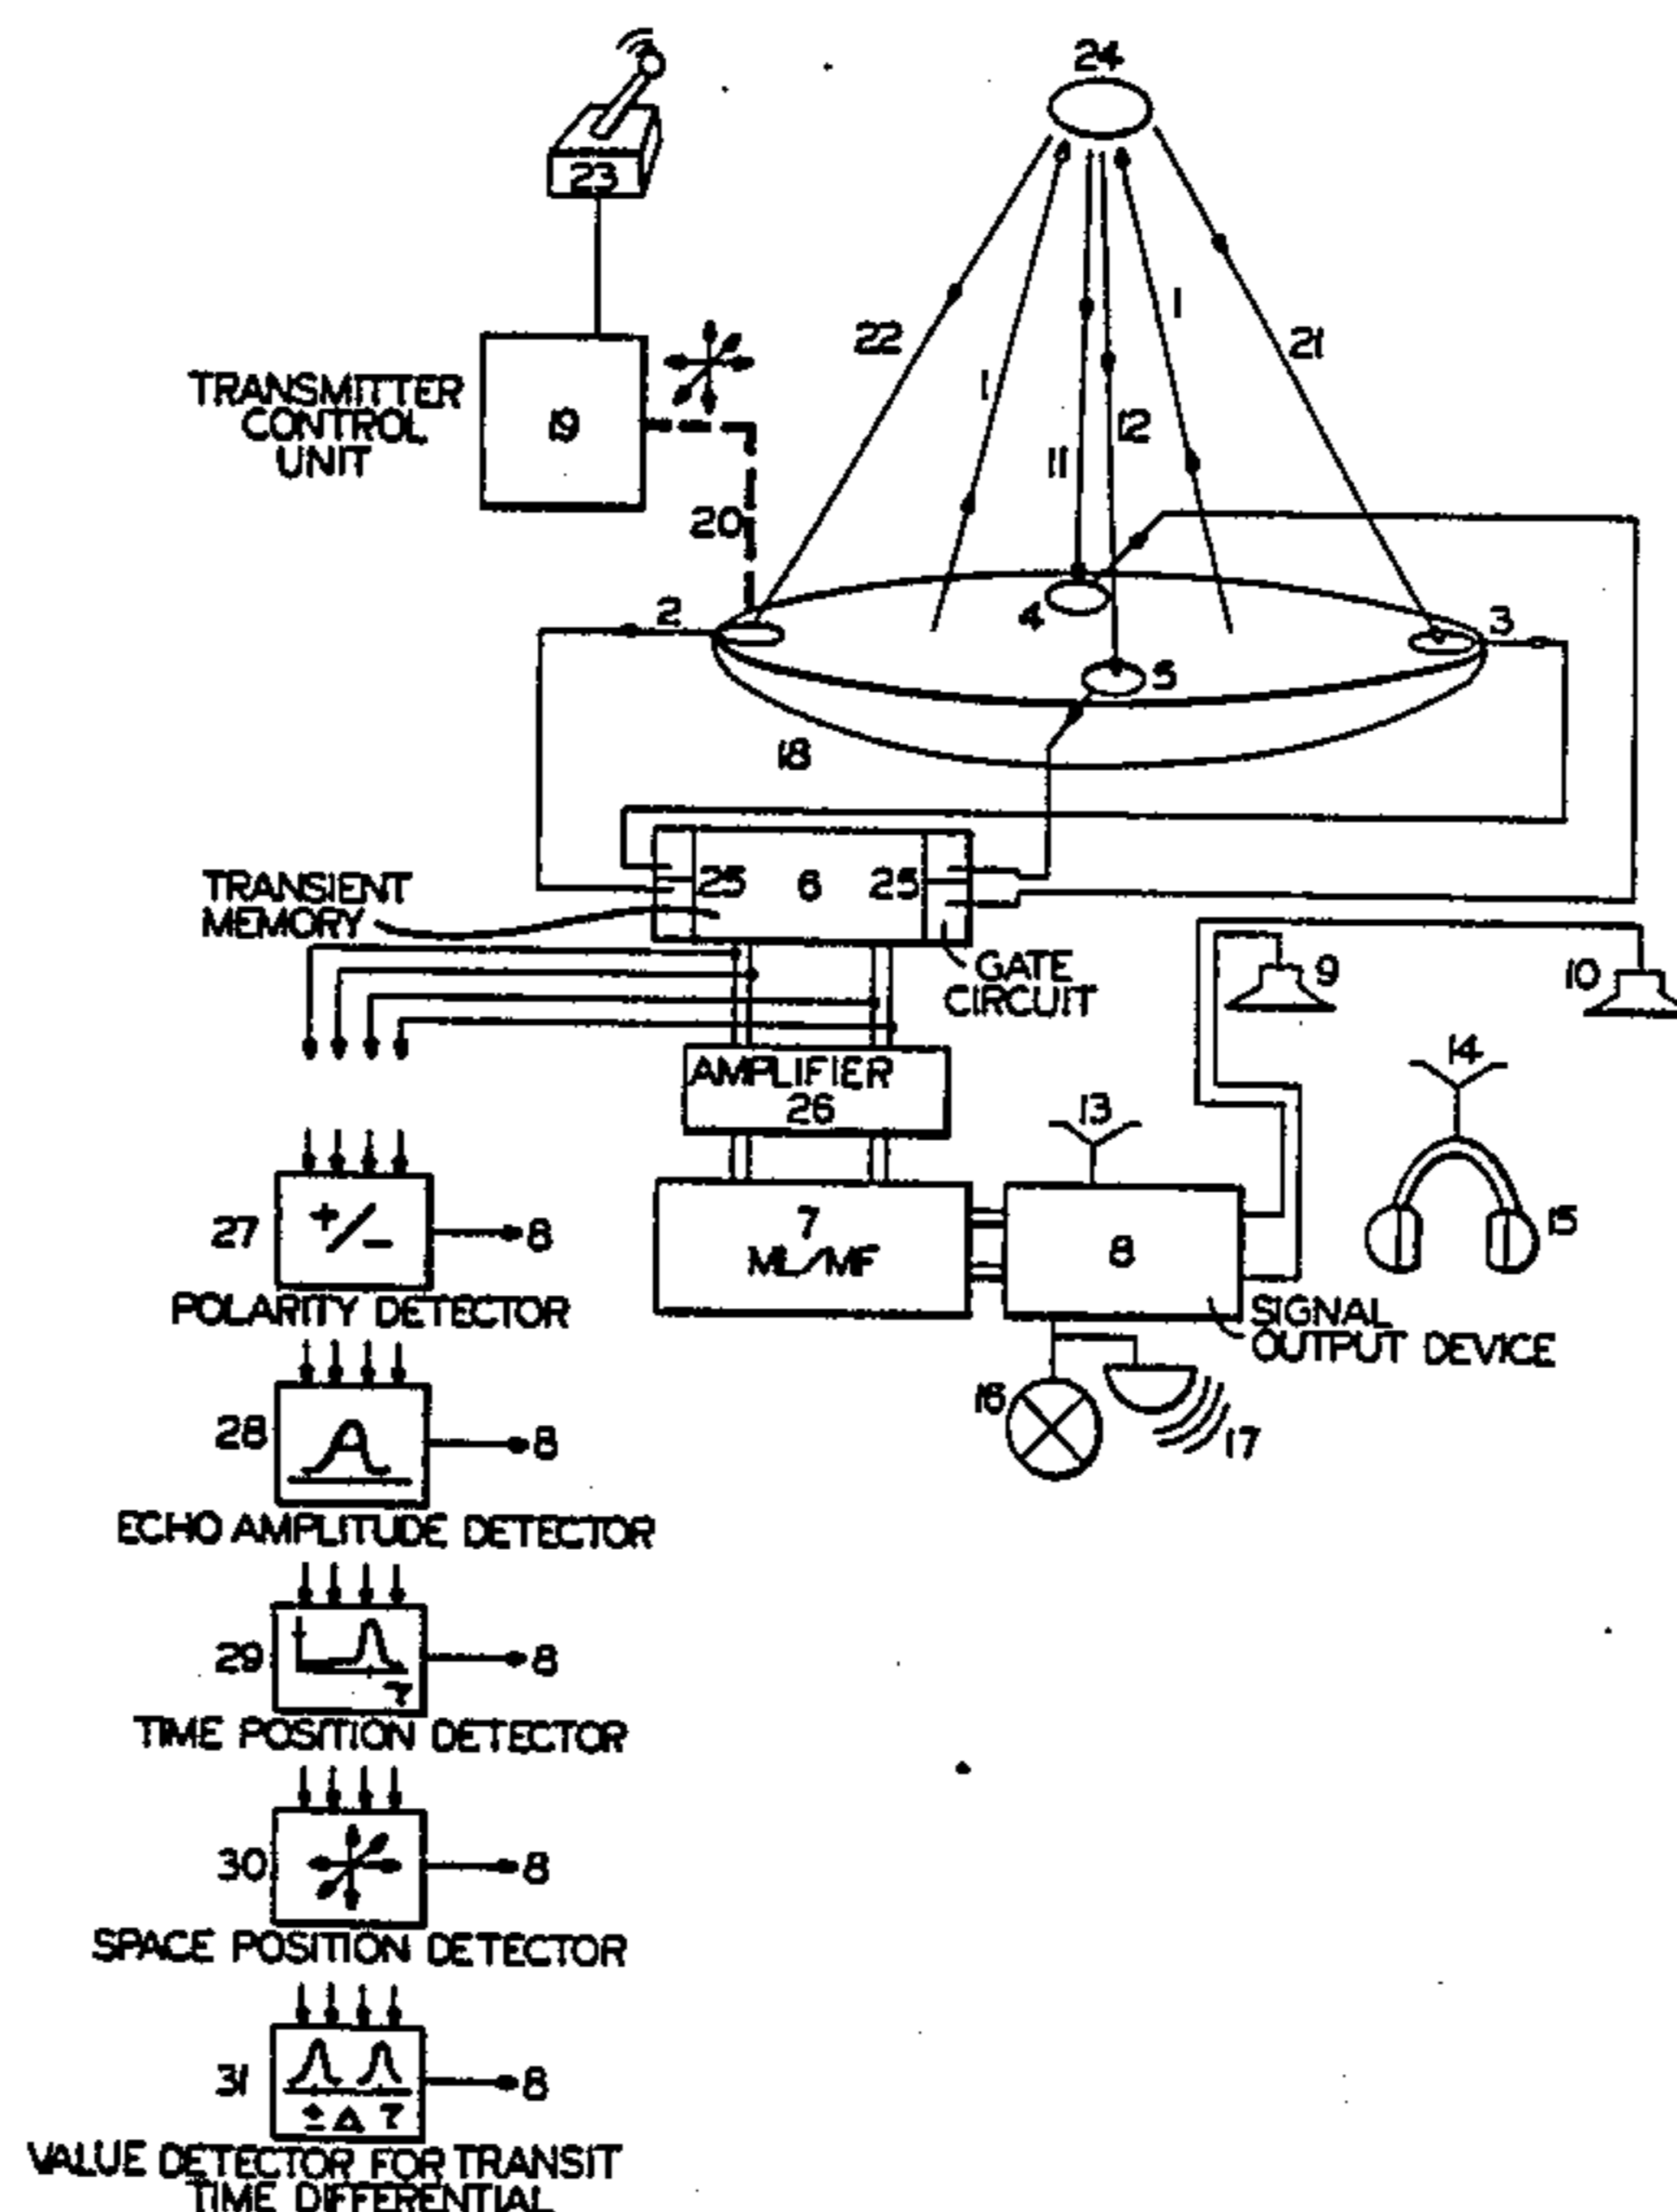 24
23
22
1
1
21
TRANSMITTER
CONTROL
UNIT
19
11
12
20
2
4
3
5
18
TRANSIENT
MEMORY
25
6
25
GATE
CIRCUIT
9
10
AMPLIFIER
26
13
14
15
7
ML/MF
8
SIGNAL
OUTPUT DEVICE
16
17
27
+/-
8
POLARITY DETECTOR
28
8
ECHO AMPLITUDE DETECTOR
29
8
TIME POSITION DETECTOR
30
8
SPACE POSITION DETECTOR
31
8
VALUE DETECTOR FOR TRANSIT
TIME DIFFERENTIAL